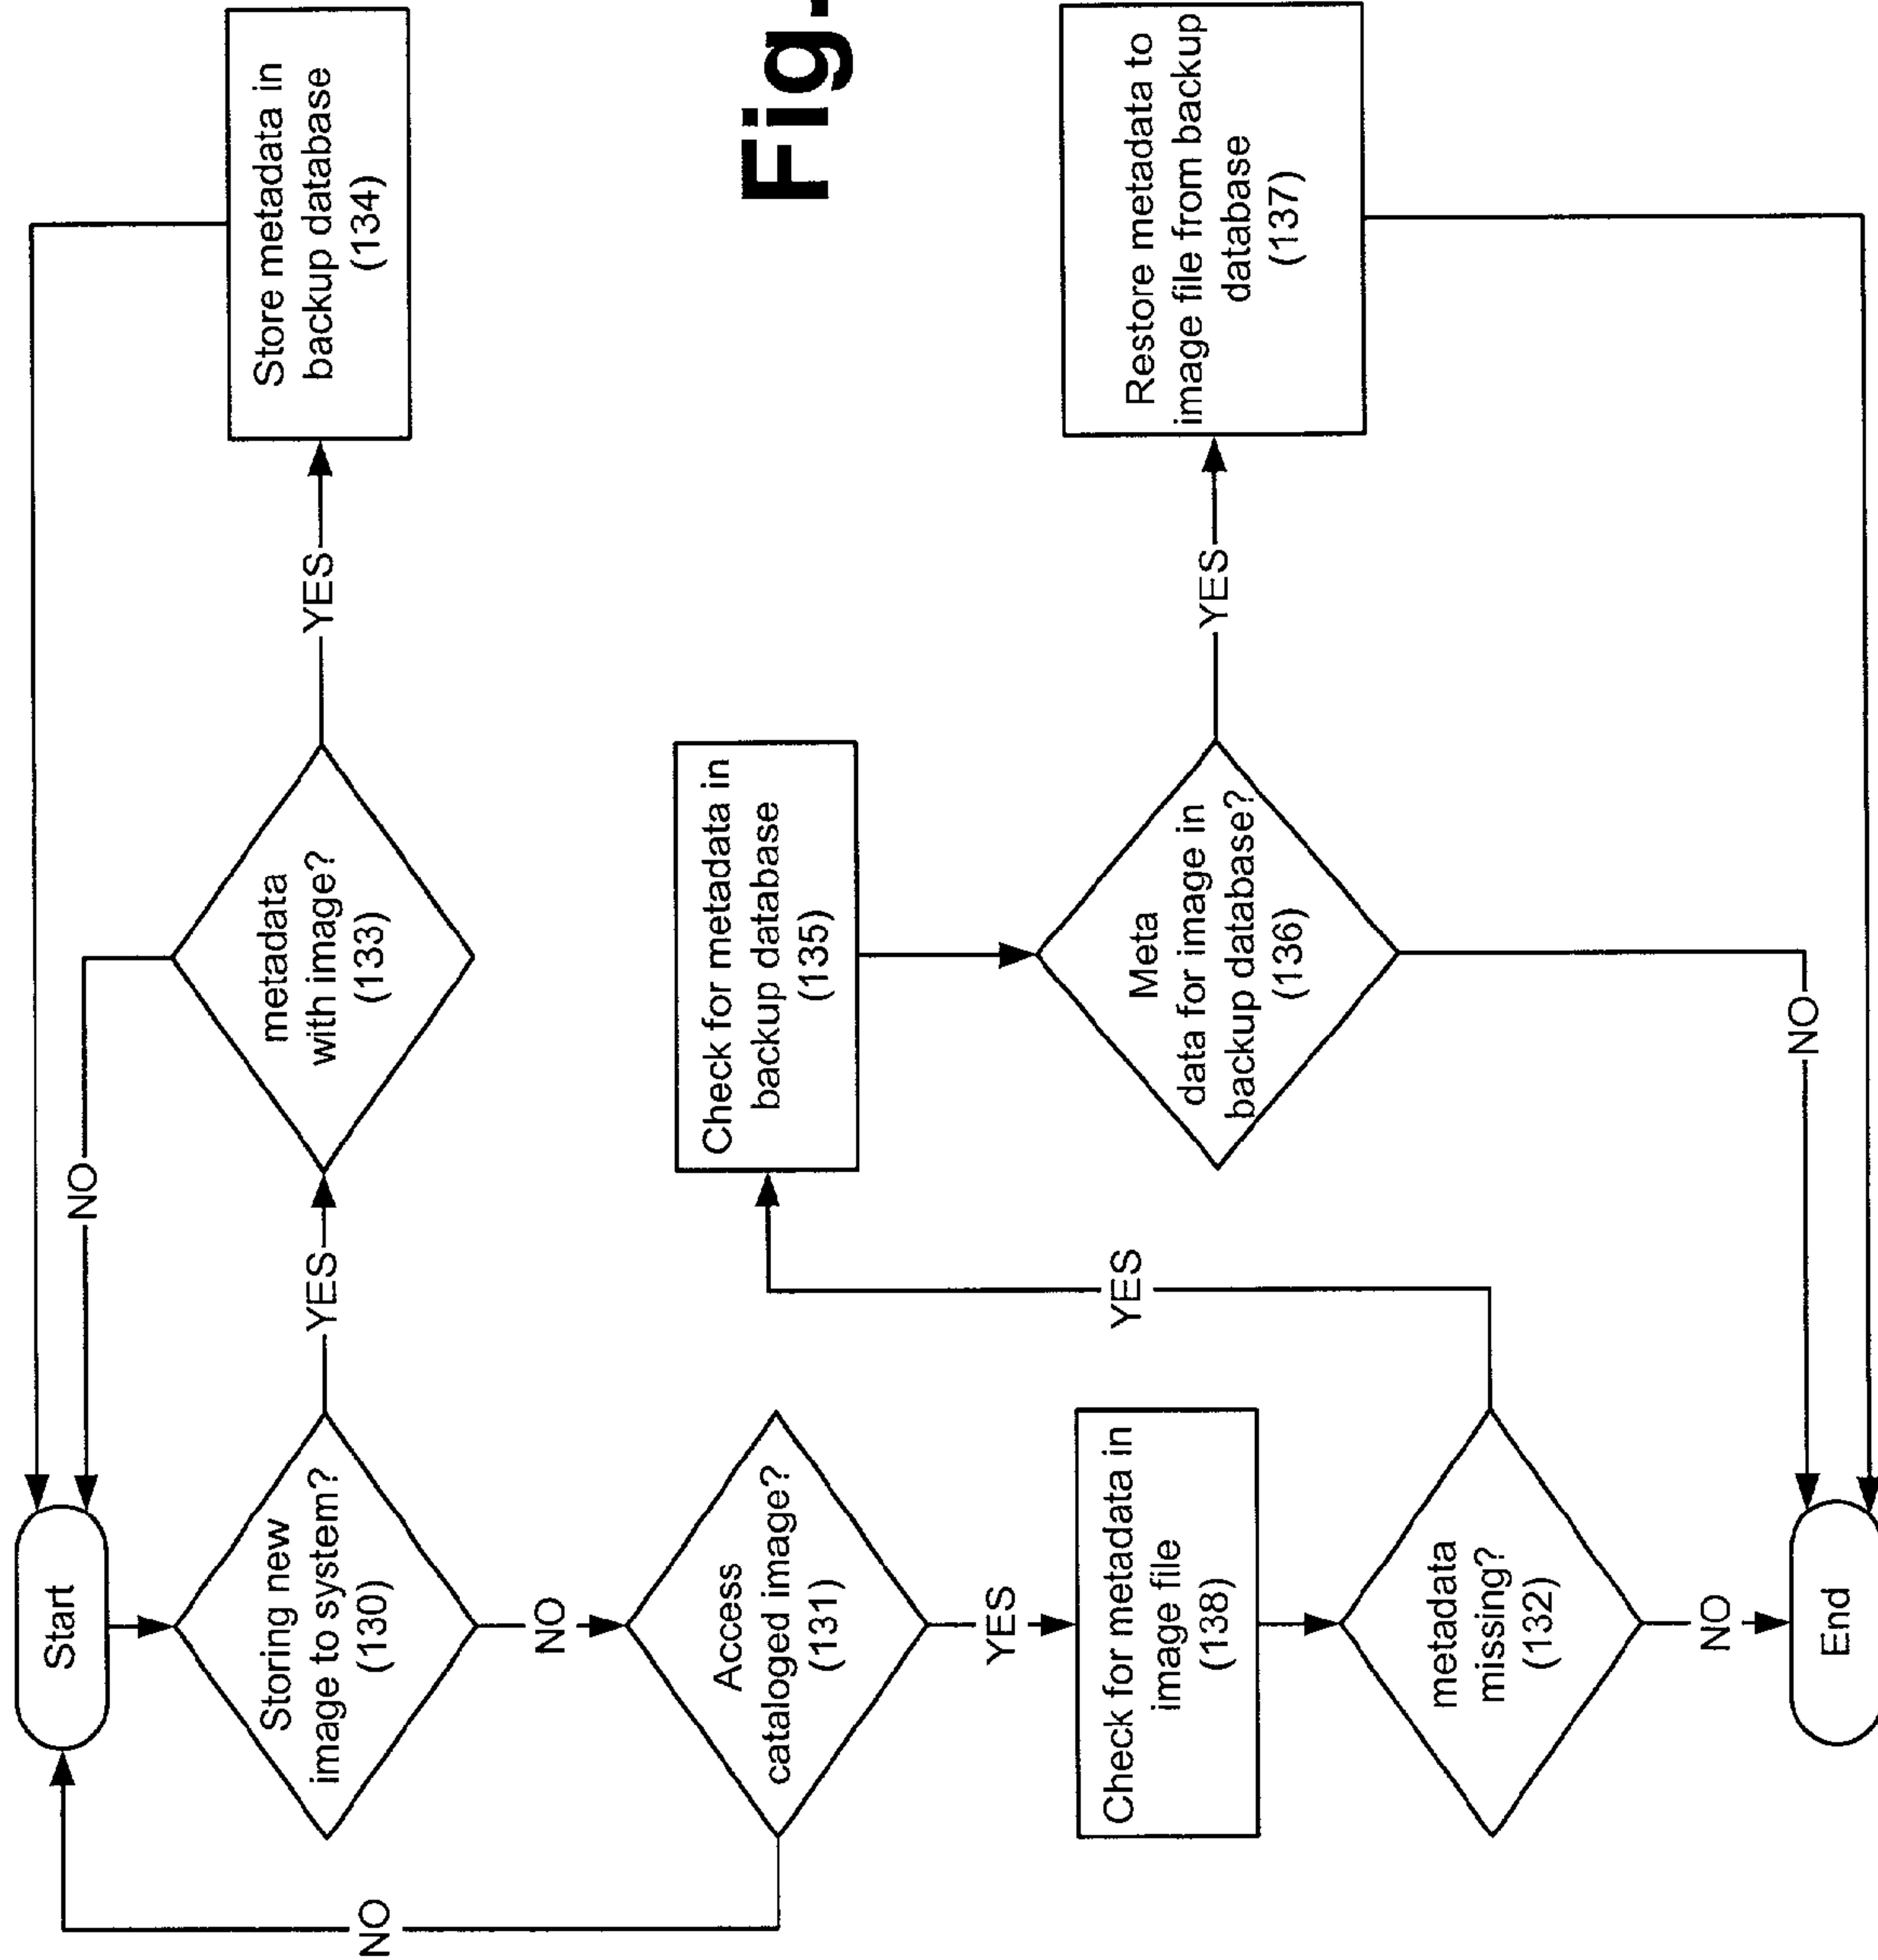 Start
Storing new
image to system?
(130)
YES
metadata
with image?
(133)
NO
YES
Store metadata in
backup database
(134)
NO
Access
cataloged image?
(131)
NO
YES
Check for metadata in
image file
(138)
metadata
missing?
(132)
YES
NO
Check for metadata in
backup database
(135)
Meta
data for image in
backup database?
(136)
YES
NO
Restore metadata to
image file from backup
database
(137)
End
Fig.